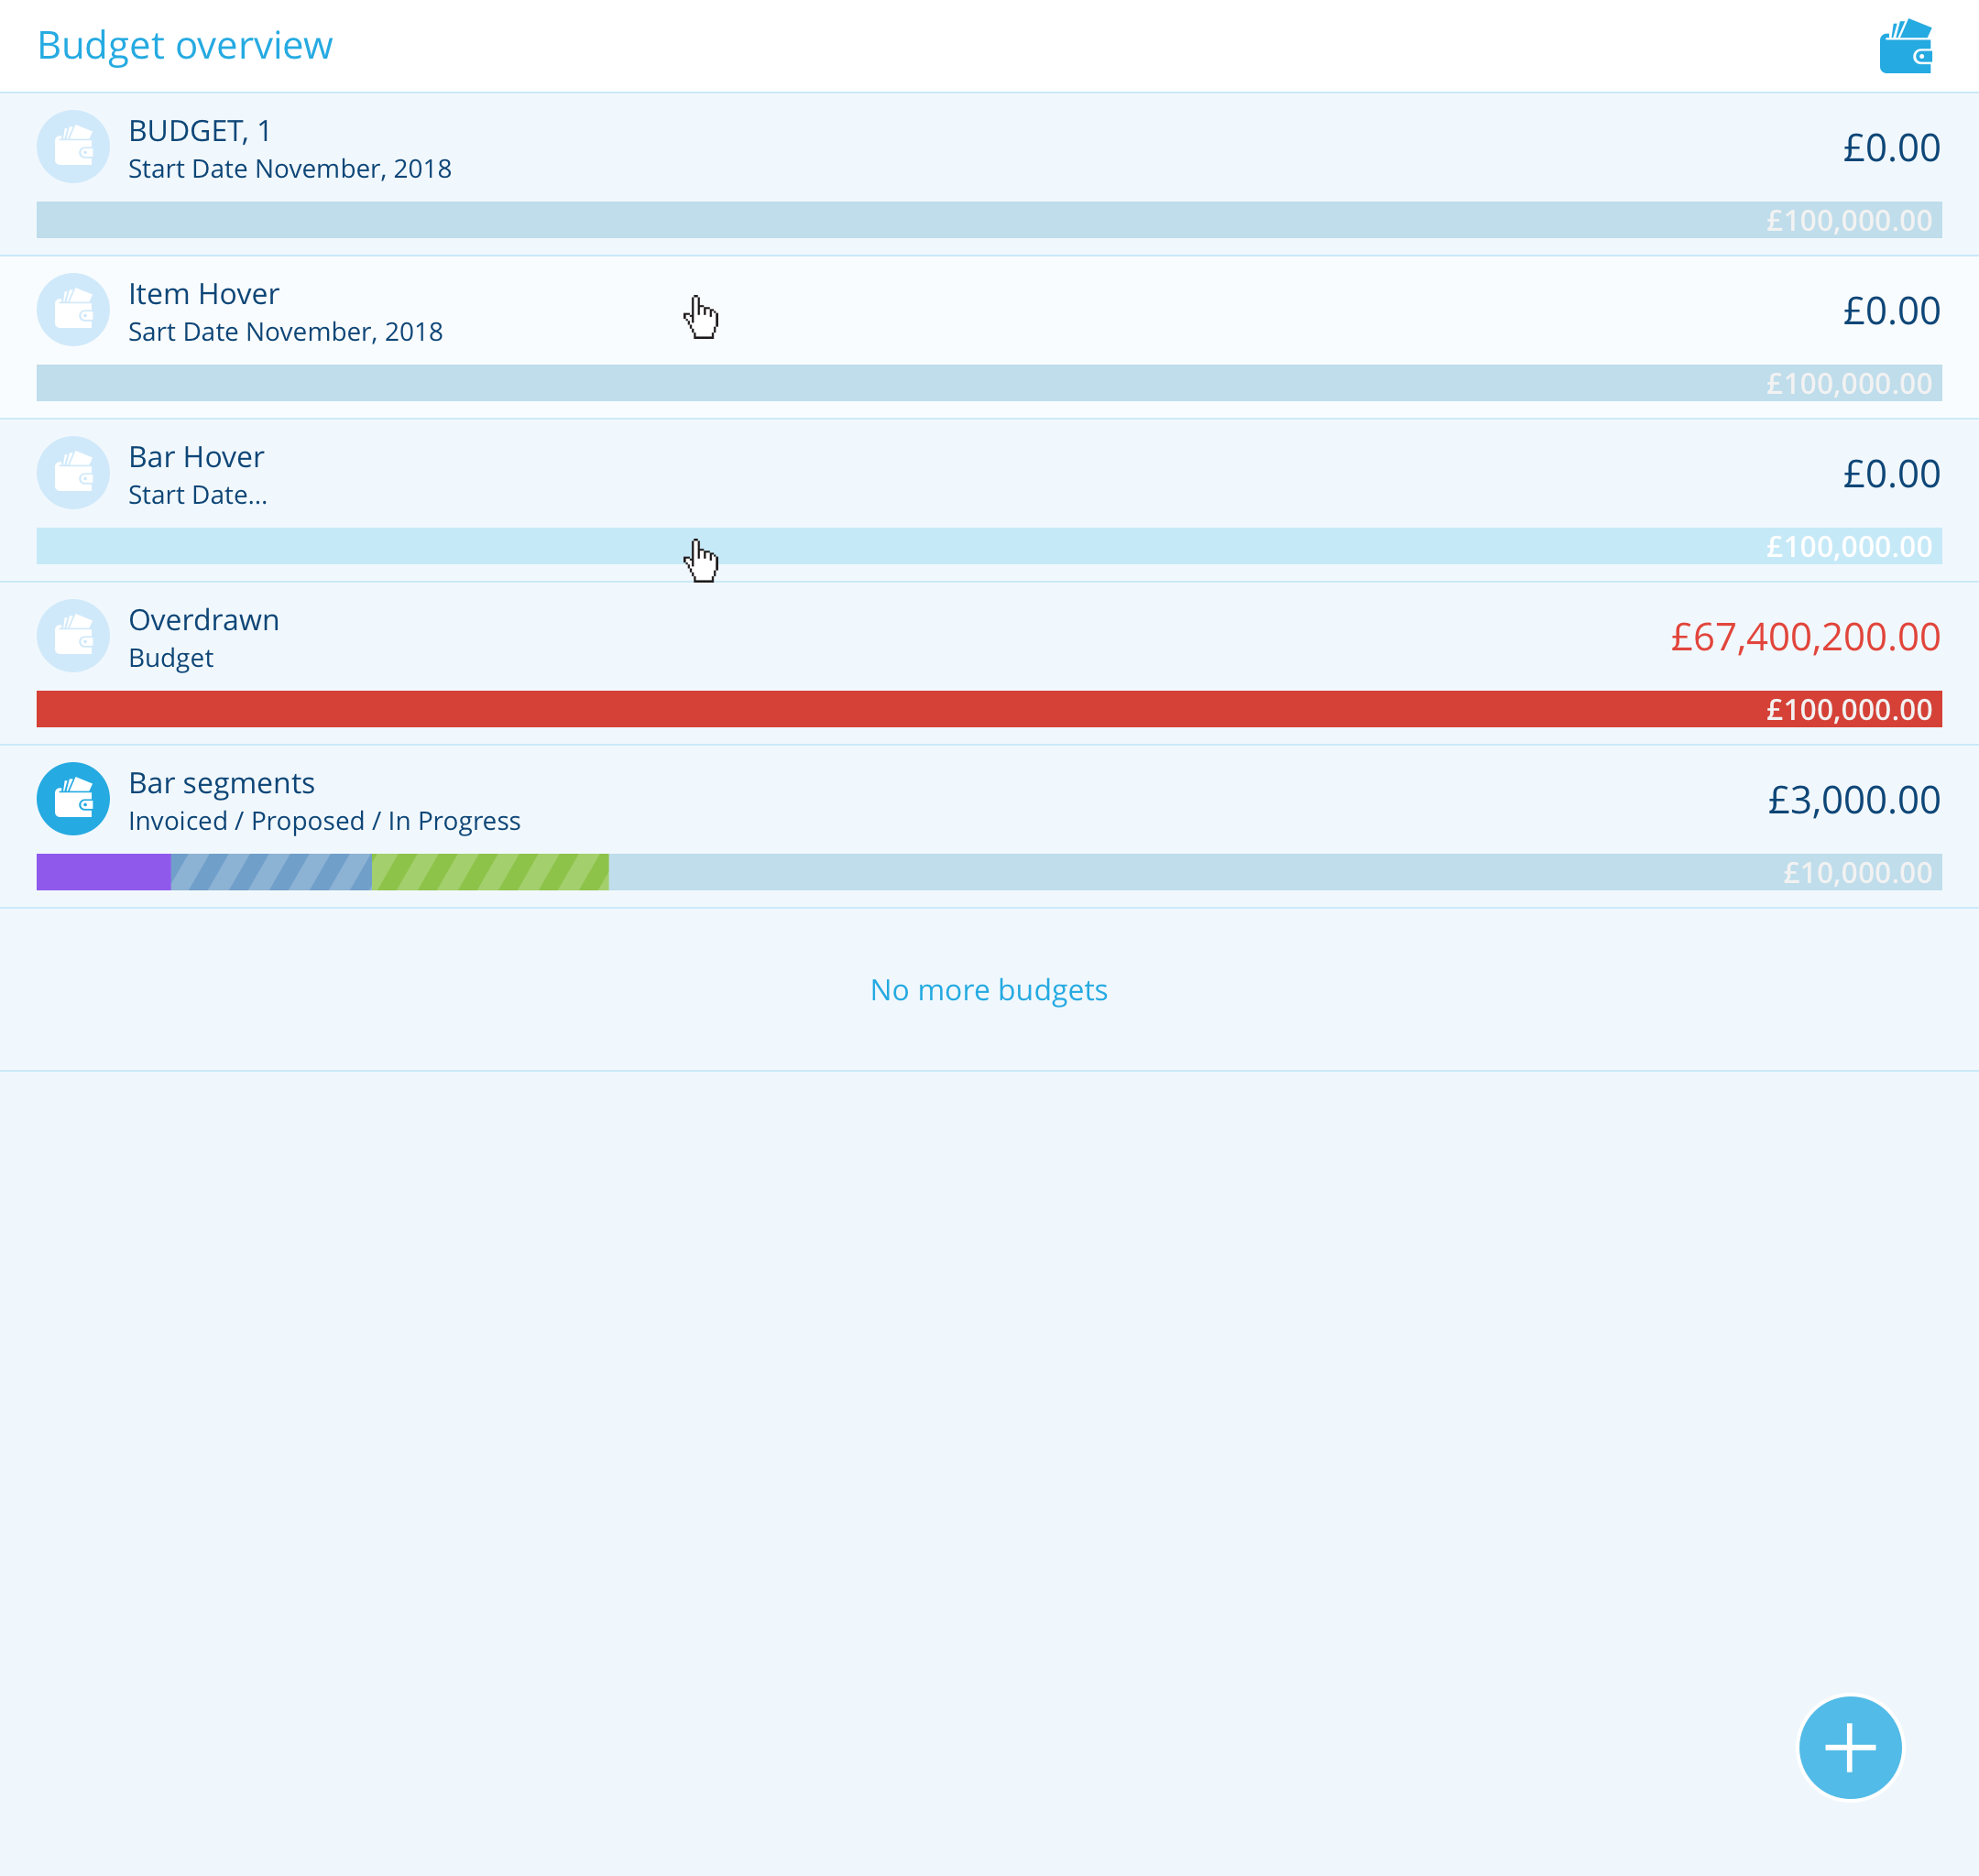 Budget overview
BUDGET, 1
Start Date November, 2018
£0.00
£100,000.00
Item Hover
Sart Date November, 2018
£0.00
£100,000.00
Bar Hover
Start Date...
£0.00
£100,000.00
Overdrawn
Budget
£67,400,200.00
£100,000.00
Bar segments
Invoiced / Proposed / In Progress
£3,000.00
£10,000.00
No more budgets